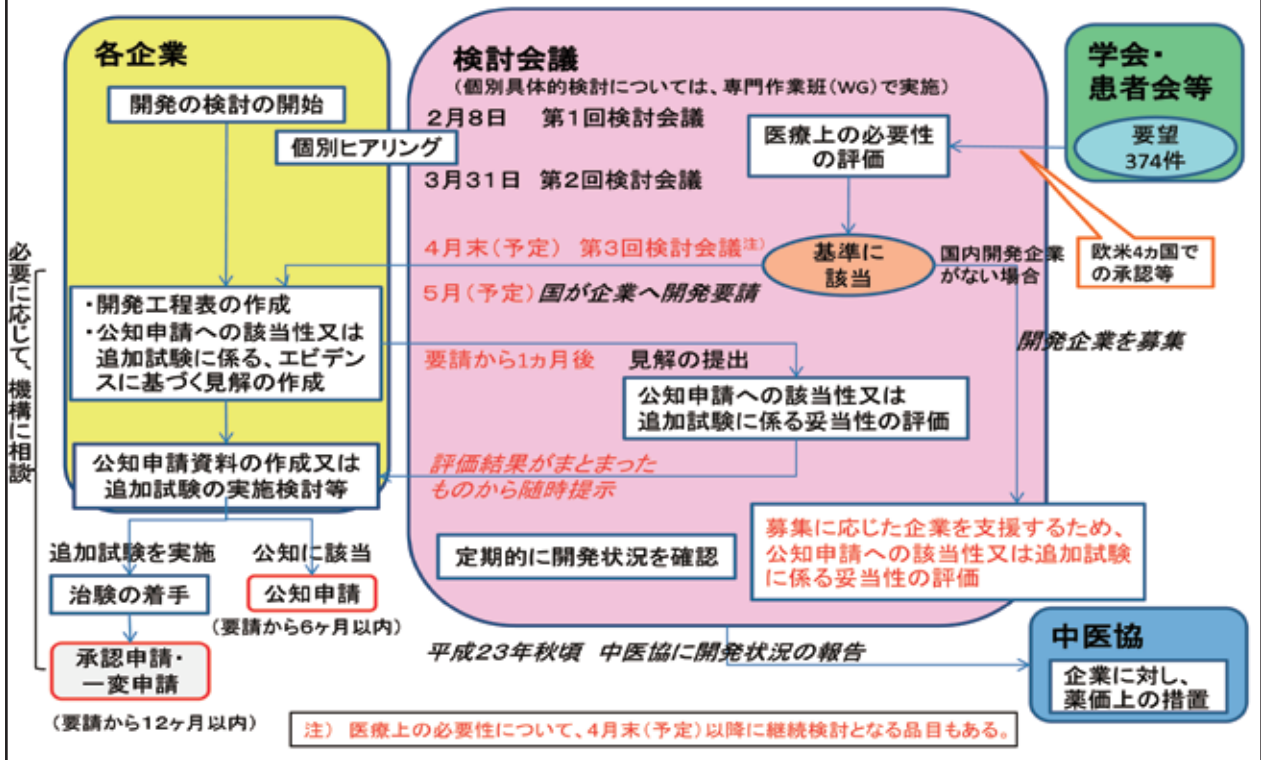 各企業
開発の検討の開始
個別ヒアリング
検討会議
(個別具体的検討については、専門作業班(WG)で実施)
2月8日 第1回検討会議
3月31日 第2回検討会議
医療上の必要性
の評価
学会・
患者会等
要望
374件
欧米4ヵ国で
の承認等
4月末(予定) 第3回検討会議注)
基準に
該当
国内開発企業
がない場合
5月(予定)国が企業へ開発要請
開発企業を募集
必要に応じて、機構に相談
・開発工程表の作成
・公知申請への該当性又は
追加試験に係る、エビデン
スに基づく見解の作成
要請から1ヵ月後 見解の提出
公知申請への該当性又は
追加試験に係る妥当性の評価
公知申請資料の作成又は
追加試験の実施検討等
評価結果がまとまった
ものから随時提示
追加試験を実施
公知に該当
治験の着手
公知申請
(要請から6ヶ月以内)
承認申請・
一変申請
(要請から12ヶ月以内)
定期的に開発状況を確認
募集に応じた企業を支援するため、
公知申請への該当性又は追加試験
に係る妥当性の評価
平成23年秋頃 中医協に開発状況の報告
中医協
企業に対し、
薬価上の措置
注) 医療上の必要性について、4月末(予定)以降に継続検討となる品目もある。